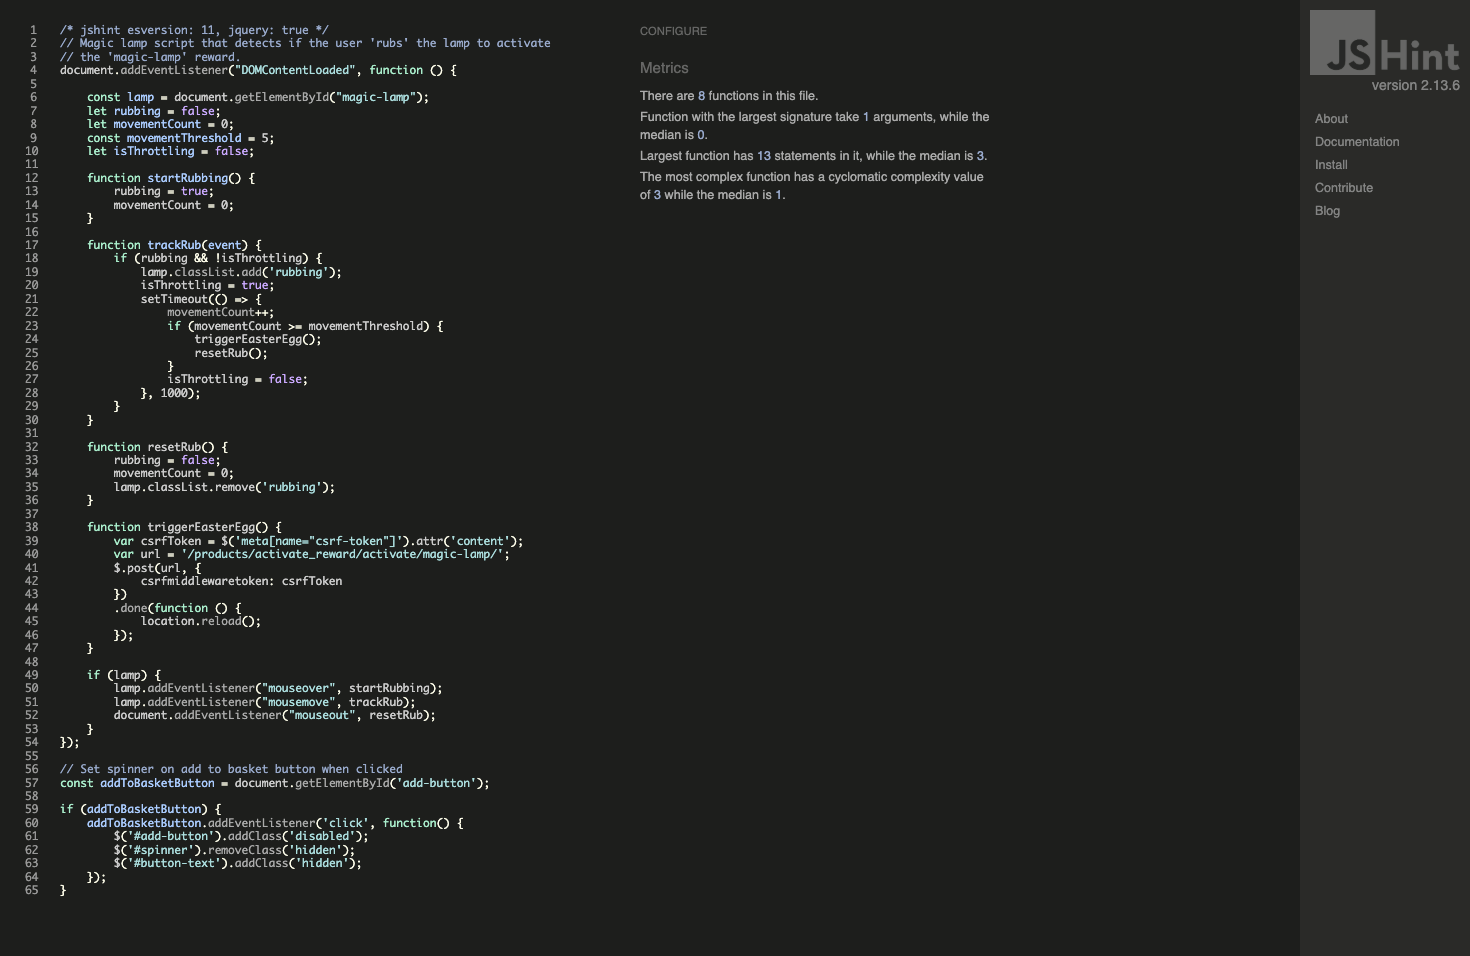 1 /* jshint esversion: 11, jquery: true */
2 // Magic lamp script that detects if the user 'rubs' the lamp to activate
3 // the 'magic-lamp' reward.
4 document.addEventListener("DOMContentLoaded", function () {
5
6     const lamp = document.getElementById("magic-lamp");
7     let rubbing = false;
8     let movementCount = 0;
9     const movementThreshold = 5;
10     let isThrottling = false;
11
12     function startRubbing() {
13         rubbing = true;
14         movementCount = 0;
15     }
16
17     function trackRub(event) {
18         if (rubbing && !isThrottling) {
19             lamp.classList.add('rubbing');
20             isThrottling = true;
21             setTimeout(() => {
22                 movementCount++;
23                 if (movementCount >= movementThreshold) {
24                     triggerEasterEgg();
25                     resetRub();
26                 }
27                 isThrottling = false;
28             }, 1000);
29         }
30     }
31
32     function resetRub() {
33         rubbing = false;
34         movementCount = 0;
35         lamp.classList.remove('rubbing');
36     }
37
38     function triggerEasterEgg() {
39         var csrfToken = $('meta[name="csrf-token"]').attr('content');
40         var url = '/products/activate_reward/activate/magic-lamp/';
41         $.post(url, {
42             csrfmiddlewaretoken: csrfToken
43         })
44         .done(function () {
45             location.reload();
46         });
47     }
48
49     if (lamp) {
50         lamp.addEventListener("mouseover", startRubbing);
51         lamp.addEventListener("mousemove", trackRub);
52         document.addEventListener("mouseout", resetRub);
53     }
54 });
55
56 // Set spinner on add to basket button when clicked
57 const addToBasketButton = document.getElementById('add-button');
58
59 if (addToBasketButton) {
60     addToBasketButton.addEventListener('click', function() {
61         $('#add-button').addClass('disabled');
62         $('#spinner').removeClass('hidden');
63         $('#button-text').addClass('hidden');
64     });
65 }
CONFIGURE
Metrics
There are 8 functions in this file.
Function with the largest signature take 1 arguments, while the
median is 0.
Largest function has 13 statements in it, while the median is 3.
The most complex function has a cyclomatic complexity value
of 3 while the median is 1.
JSHint
version 2.13.6
About
Documentation
Install
Contribute
Blog